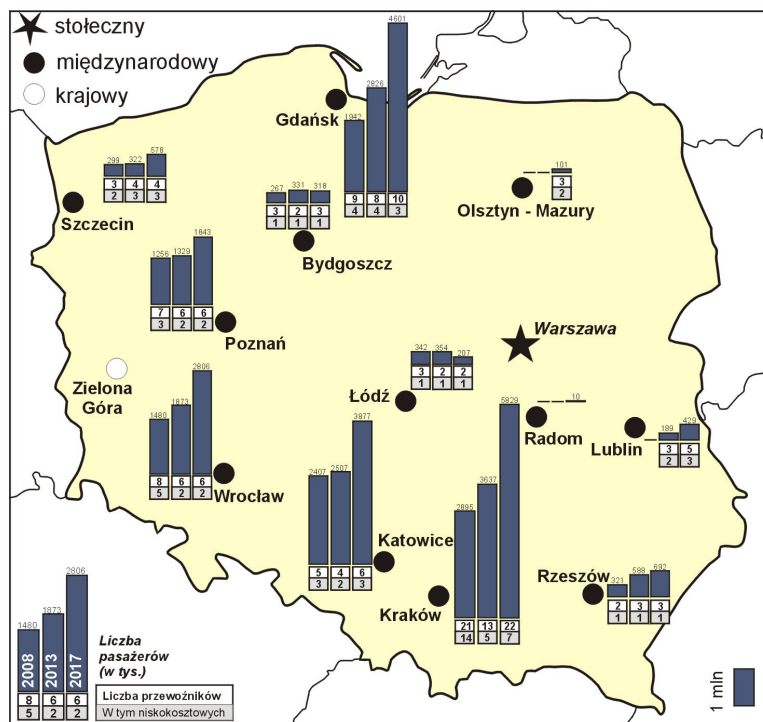 stołeczny
międzynarodowy
krajowy
4601
2826
1942
Gdańsk
9 8 10
4 4 3
299 322 578
3 4 4
2 3 3
Szczecin
267 331 318
3 2 3
1 1 1
Bydgoszcz
101
3
2
Olsztyn - Mazury
1256 1329 1843
7 6 6
3 2 2
Poznań
Warszawa
342 354 207
3 2 2
1 1 1
Łódź
Zielona
Góra
1480 1873 2806
8 6 6
5 2 2
Wrocław
10
Radom
189 429
3 5
2 3
Lublin
2407 2507 3877
5 4 6
3 2 3
Katowice
2895 3637 5829
21 13 22
14 5 7
Kraków
321 588 692
2 3 3
1 1 1
Rzeszów
1480 1873 2806
2008 2013 2017
8 6 6
5 2 2
Liczba
pasażerów
(w tys.)
Liczba przewoźników
W tym niskokosztowych
1 mln